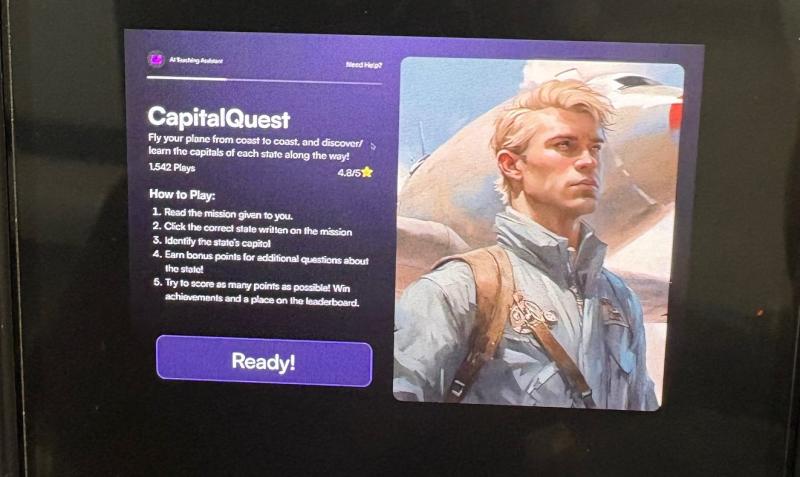 AI Teaching Assistant
Need Help?
CapitalQuest
Fly your plane from coast to coast, and discover/
learn the capitals of each state along the way!
1,542 Plays
4.8/5
How to Play:
1. Read the mission given to you.
2. Click the correct state written on the mission
3. Identify the state's capitol
4. Earn bonus points for additional questions about
the state!
5. Try to score as many points as possible! Win
achievements and a place on the leaderboard.
Ready!